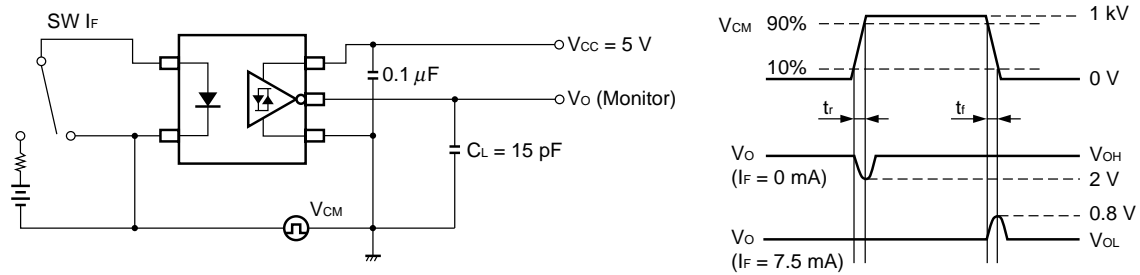 SW IF
VCC = 5 V
0.1 μF
VO (Monitor)
CL = 15 pF
VCM
VCM 90%
1 kV
10%
0 V
tr
tf
VO
(IF = 0 mA)
VOH
2 V
0.8 V
VO
(IF = 7.5 mA)
VOL